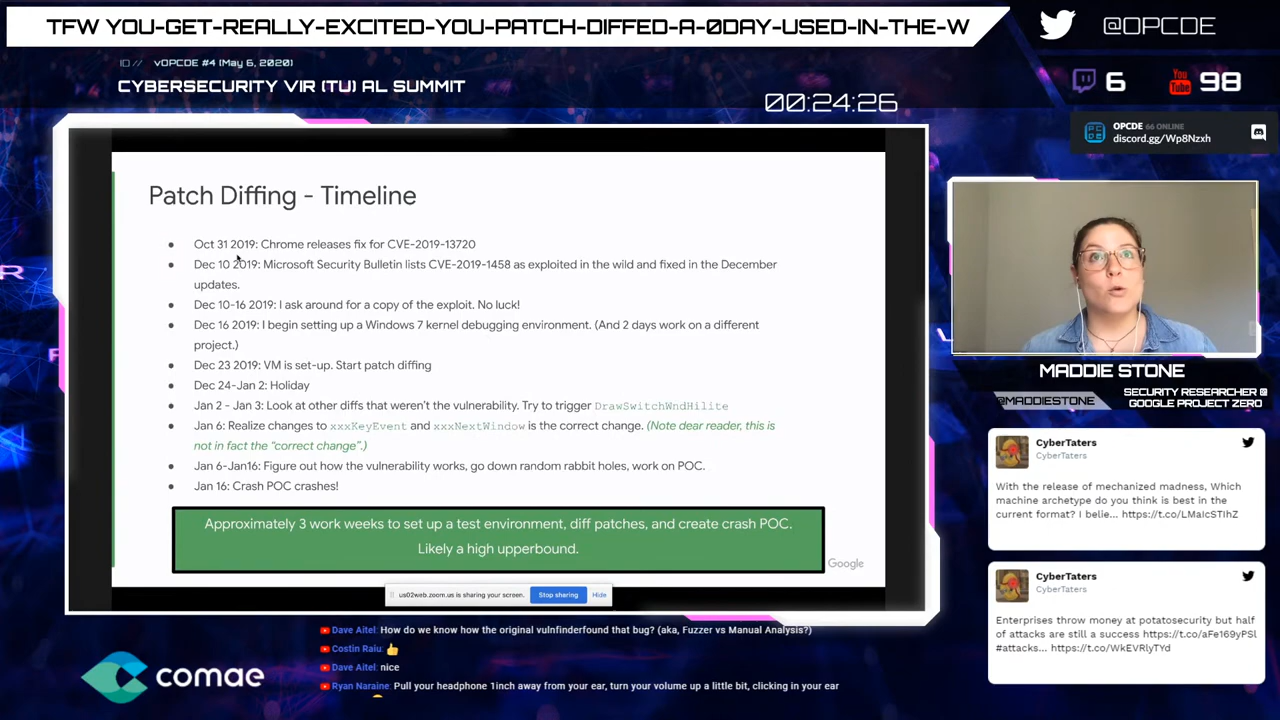 TFW YOU-GET-REALLY-EXCITED-YOU-PATCH-DIFFED-A-0DAY-USED-IN-THE-W
@OPCDE
ID // vOPCDE #4 (May 6, 2020)
CYBERSECURITY VIR (TU) AL SUMMIT
00:24:26
6
You Tube
98
OPCDE 66 ONLINE
discord.gg/Wp8Nzxh
Patch Diffing - Timeline
Oct 31 2019: Chrome releases fix for CVE-2019-13720
Dec 10 2019: Microsoft Security Bulletin lists CVE-2019-1458 as exploited in the wild and fixed in the December
updates.
Dec 10-16 2019: I ask around for a copy of the exploit. No luck!
Dec 16 2019: I begin setting up a Windows 7 kernel debugging environment. (And 2 days work on a different
project.)
Dec 23 2019: VM is set-up. Start patch diffing
Dec 24-Jan 2: Holiday
Jan 2 - Jan 3: Look at other diffs that weren't the vulnerability. Try to trigger DrawSwitchWndHilite
Jan 6: Realize changes to xxxKeyEvent and xxxNextWindow is the correct change. (Note dear reader, this is
not in fact the "correct change".)
Jan 6-Jan16: Figure out how the vulnerability works, go down random rabbit holes, work on POC.
Jan 16: Crash POC crashes!
Approximately 3 work weeks to set up a test environment, diff patches, and create crash POC.
Likely a high upperbound.
Google
us02web.zoom.us is sharing your screen.
Stop sharing
Hide
MADDIE STONE
@MADDIESTONE
SECURITY RESEARCHER @
GOOGLE PROJECT ZERO
CyberTaters
CyberTaters
With the release of mechanized madness, Which
machine archetype do you think is best in the
current format? I belie... https://t.co/LMaIcSTIhZ
CyberTaters
CyberTaters
Enterprises throw money at potatosecurity but half
of attacks are still a success https://t.co/aFe169yPSl
#attacks... https://t.co/WkEVRlyTYd
Dave Aitel: How do we know how the original vulnfinderfound that bug? (aka, Fuzzer vs Manual Analysis?)
Costin Raiu: 👍
Dave Aitel: nice
Ryan Naraine: Pull your headphone 1inch away from your ear, turn your volume up a little bit, clicking in your ear
comae